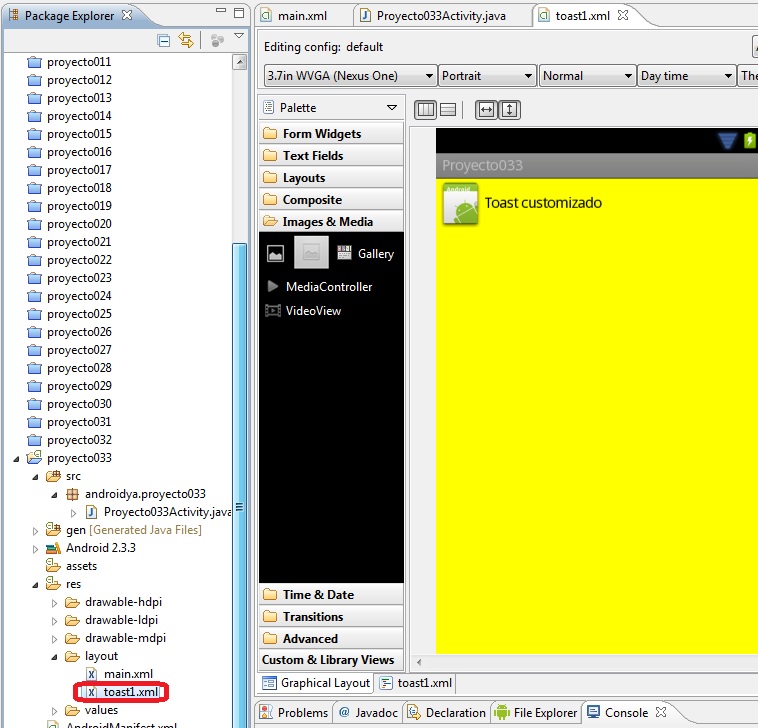 Package Explorer
proyecto011
proyecto012
proyecto013
proyecto014
proyecto015
proyecto016
proyecto017
proyecto018
proyecto019
proyecto020
proyecto021
proyecto022
proyecto023
proyecto024
proyecto025
proyecto026
proyecto027
proyecto028
proyecto029
proyecto030
proyecto031
proyecto032
proyecto033
src
androidya.proyecto033
Proyecto033Activity.java
gen [Generated Java Files]
Android 2.3.3
assets
res
drawable-hdpi
drawable-ldpi
drawable-mdpi
layout
main.xml
toast1.xml
values
AndroidManifest.xml
main.xml Proyecto033Activity.java toast1.xml
Editing config: default
3.7in WVGA (Nexus One) Portrait Normal Day time The
Palette
Form Widgets
Text Fields
Layouts
Composite
Images & Media
Gallery
MediaController
VideoView
Time & Date
Transitions
Advanced
Custom & Library Views
Proyecto033
Android
Toast customizado
Graphical Layout toast1.xml
Problems Javadoc Declaration File Explorer Console